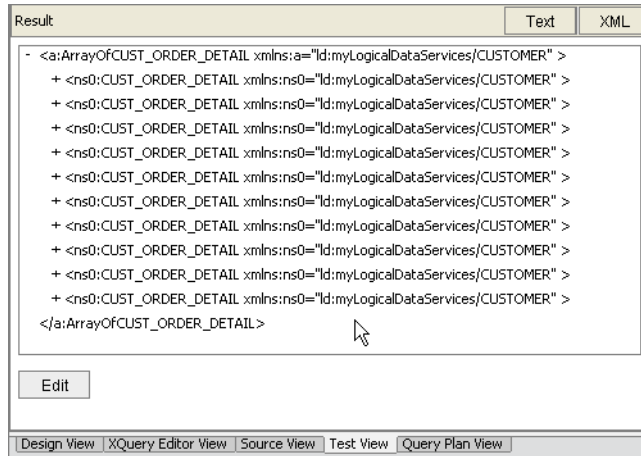 Result Text XML
- <a:ArrayOfCUST_ORDER_DETAIL xmlns:a="ld:myLogicalDataServices/CUSTOMER" >
+ <ns0:CUST_ORDER_DETAIL xmlns:ns0="ld:myLogicalDataServices/CUSTOMER" >
+ <ns0:CUST_ORDER_DETAIL xmlns:ns0="ld:myLogicalDataServices/CUSTOMER" >
+ <ns0:CUST_ORDER_DETAIL xmlns:ns0="ld:myLogicalDataServices/CUSTOMER" >
+ <ns0:CUST_ORDER_DETAIL xmlns:ns0="ld:myLogicalDataServices/CUSTOMER" >
+ <ns0:CUST_ORDER_DETAIL xmlns:ns0="ld:myLogicalDataServices/CUSTOMER" >
+ <ns0:CUST_ORDER_DETAIL xmlns:ns0="ld:myLogicalDataServices/CUSTOMER" >
+ <ns0:CUST_ORDER_DETAIL xmlns:ns0="ld:myLogicalDataServices/CUSTOMER" >
+ <ns0:CUST_ORDER_DETAIL xmlns:ns0="ld:myLogicalDataServices/CUSTOMER" >
+ <ns0:CUST_ORDER_DETAIL xmlns:ns0="ld:myLogicalDataServices/CUSTOMER" >
+ <ns0:CUST_ORDER_DETAIL xmlns:ns0="ld:myLogicalDataServices/CUSTOMER" >
</a:ArrayOfCUST_ORDER_DETAIL>
Edit
Design View XQuery Editor View Source View Test View Query Plan View